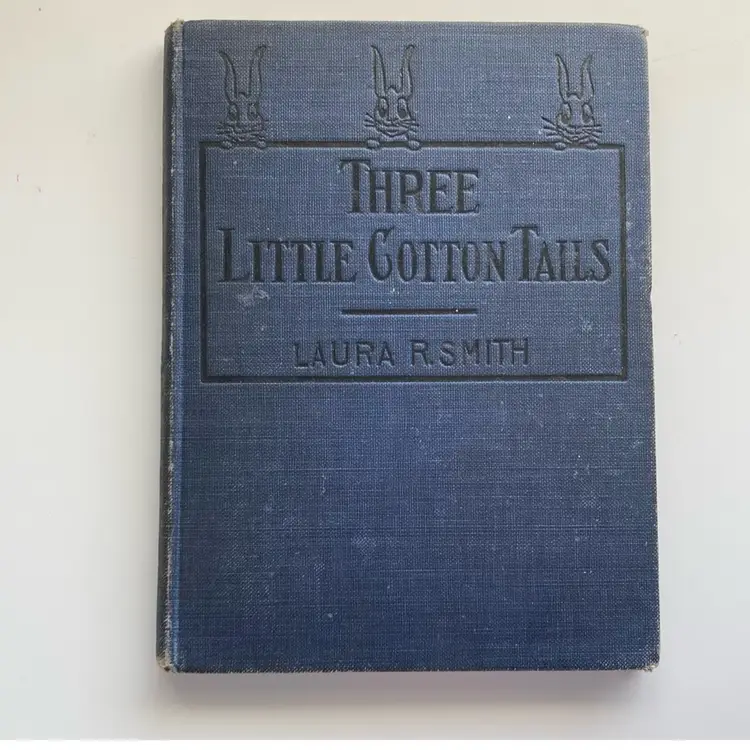 THREE
LITTLE COTTON TAILS
LAURA R. SMITH